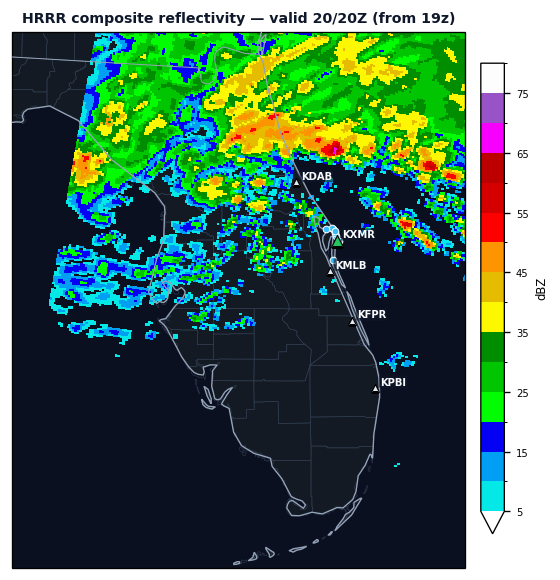 HRRR composite reflectivity — valid 20/20Z (from 19z)
KDAB
KXMR
KMLB
KFPR
KPBI
75
65
55
45
35
25
15
5
dBZ